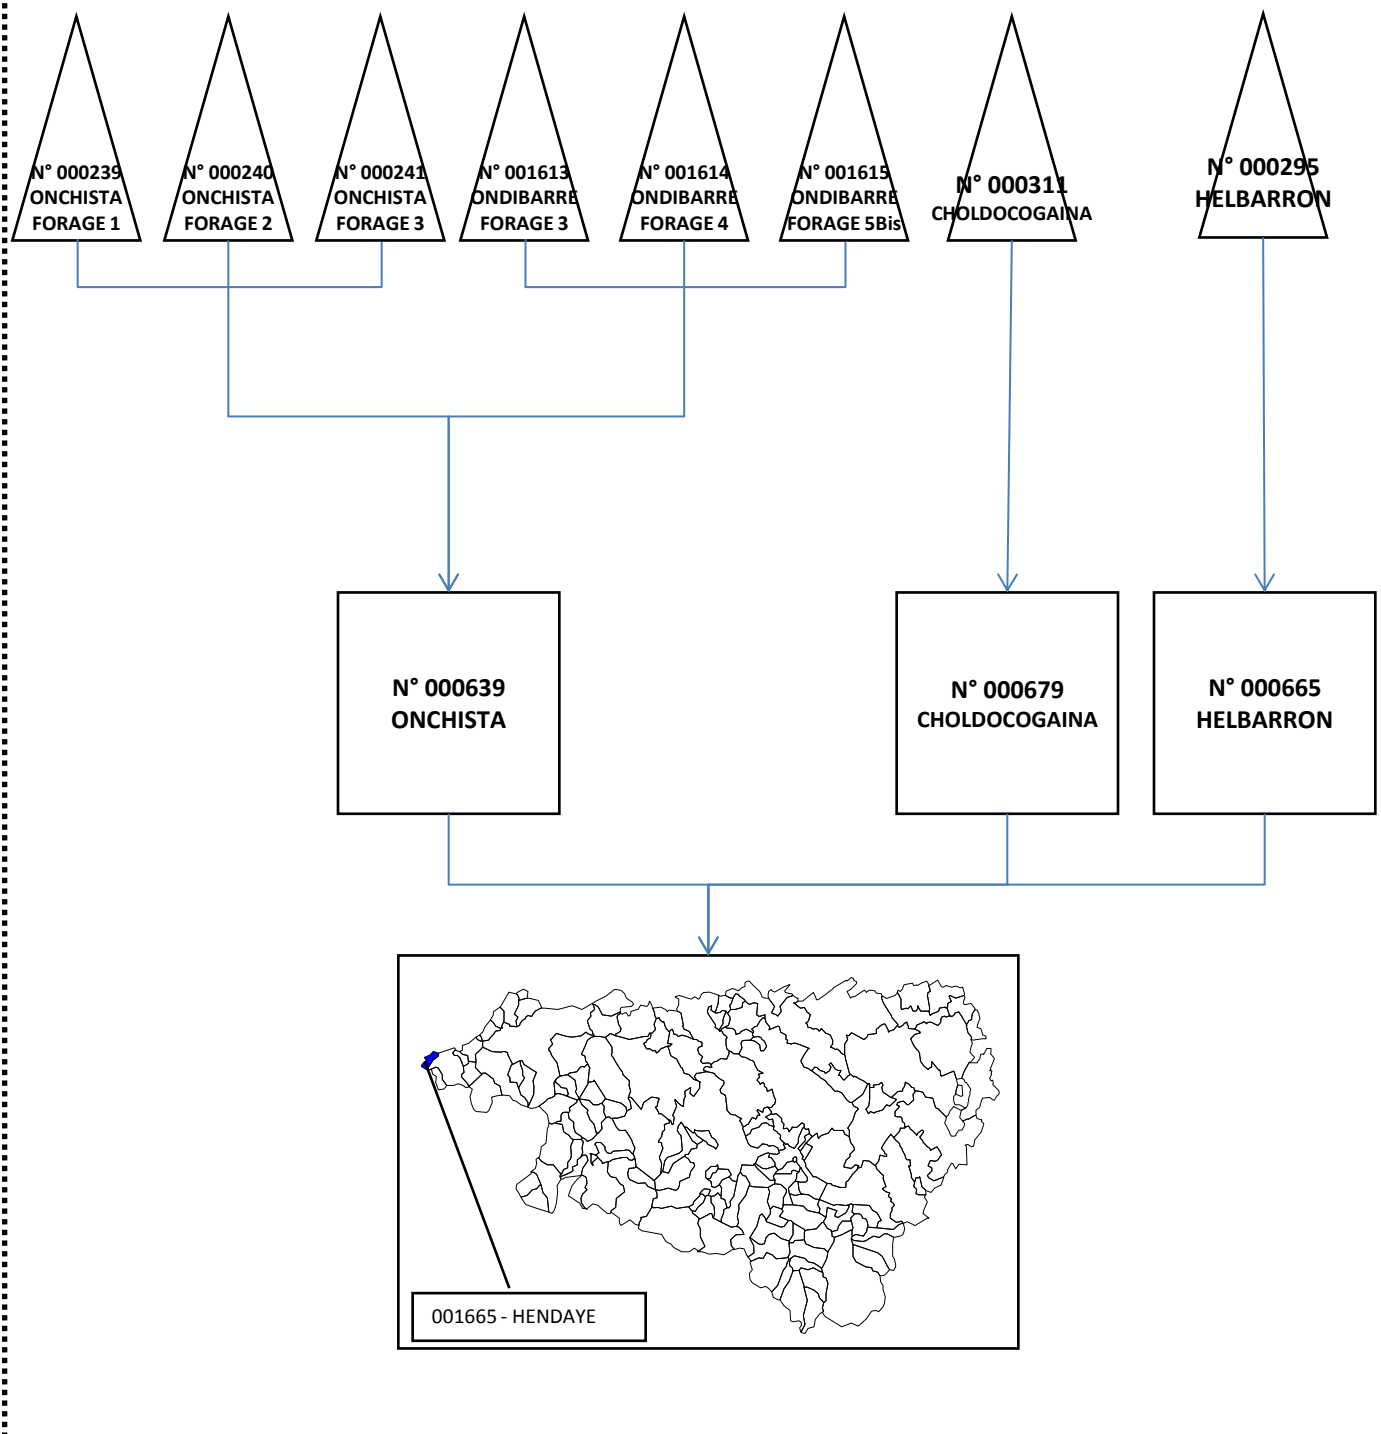 N° 000239
ONCHISTA
FORAGE 1
N° 000240
ONCHISTA
FORAGE 2
N° 000241
ONCHISTA
FORAGE 3
N° 001613
ONDIBARRE
FORAGE 3
N° 001614
ONDIBARRE
FORAGE 4
N° 001615
ONDIBARRE
FORAGE 5Bis
N° 000311
CHOLDOCOGAINA
N° 000295
HELBARRON
N° 000639
ONCHISTA
N° 000679
CHOLDOCOGAINA
N° 000665
HELBARRON
001665 - HENDAYE